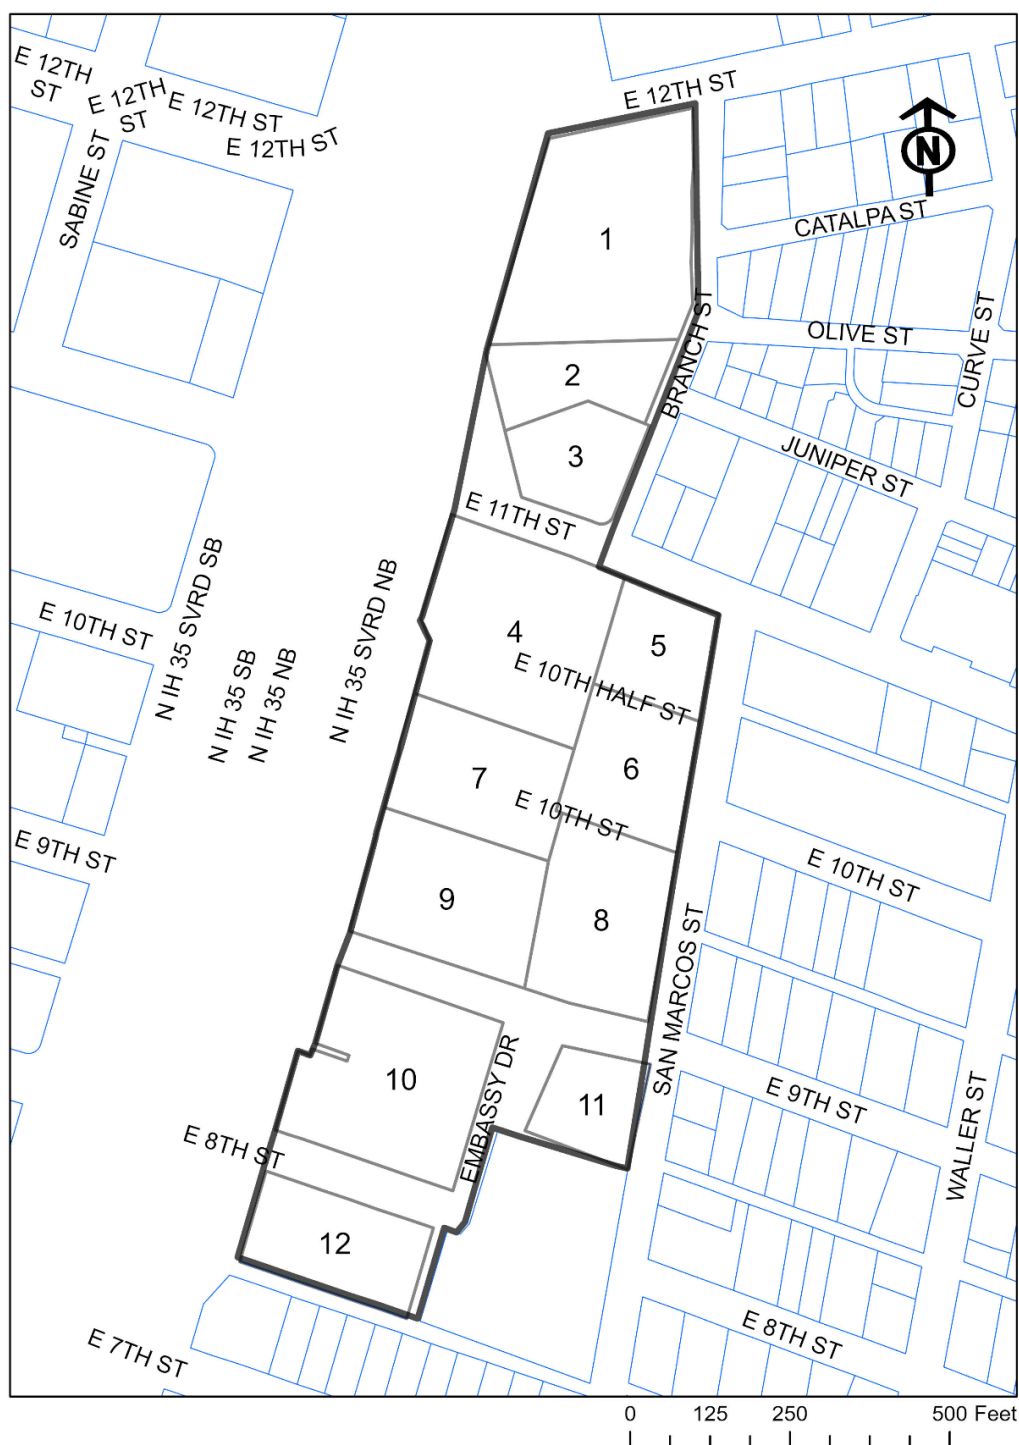 E 12TH
ST
E 12TH
ST
E 12TH ST
E 12TH ST
E 12TH ST
N
SABINE ST
CATALPA ST
1
OLIVE ST
CURVE ST
BRANCH ST
2
3
JUNIPER ST
E 11TH ST
N IH 35 SVRD SB
N IH 35 SB
N IH 35 NB
N IH 35 SVRD NB
E 10TH ST
4
5
E 10TH HALF ST
6
7
E 10TH ST
E 9TH ST
E 10TH ST
9
8
SAN MARCOS ST
10
EMBASSY DR
11
E 9TH ST
WALLER ST
E 8TH ST
12
E 8TH ST
E 7TH ST
0 125 250 500 Feet